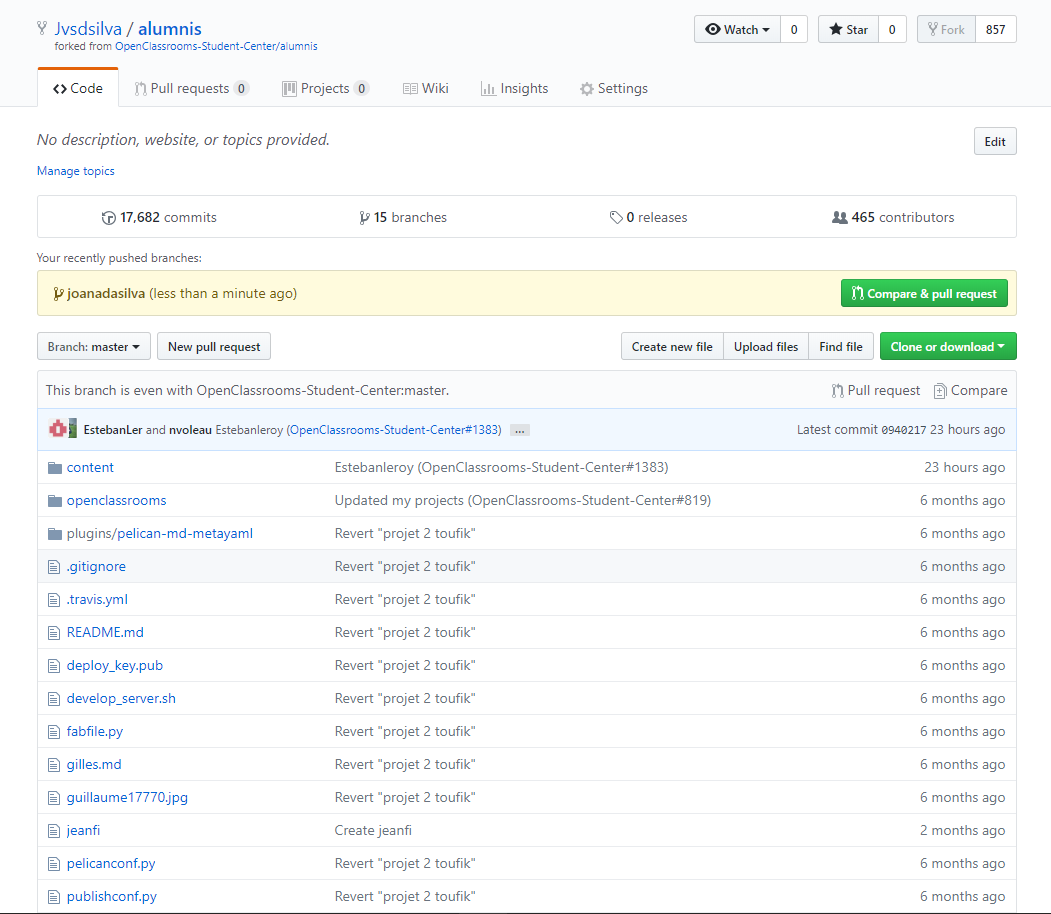 Jvsdsilva / alumnis Watch 0 Star 0 Fork 857
forked from OpenClassrooms-Student-Center/alumnis
Code Pull requests 0 Projects 0 Wiki Insights Settings
No description, website, or topics provided. Edit
Manage topics
17,682 commits 15 branches 0 releases 465 contributors
Your recently pushed branches:
joanadasilva (less than a minute ago) Compare & pull request
Branch: master New pull request Create new file Upload files Find file Clone or download
This branch is even with OpenClassrooms-Student-Center:master. Pull request Compare
EstebanLer and nvoleau Estebanleroy (OpenClassrooms-Student-Center#1383) ... Latest commit 0940217 23 hours ago
content Estebanleroy (OpenClassrooms-Student-Center#1383) 23 hours ago
openclassrooms Updated my projects (OpenClassrooms-Student-Center#819) 6 months ago
plugins/pelican-md-metayaml Revert "projet 2 toufik" 6 months ago
.gitignore Revert "projet 2 toufik" 6 months ago
.travis.yml Revert "projet 2 toufik" 6 months ago
README.md Revert "projet 2 toufik" 6 months ago
deploy_key.pub Revert "projet 2 toufik" 6 months ago
develop_server.sh Revert "projet 2 toufik" 6 months ago
fabfile.py Revert "projet 2 toufik" 6 months ago
gilles.md Revert "projet 2 toufik" 6 months ago
guillaume17770.jpg Revert "projet 2 toufik" 6 months ago
jeanfi Create jeanfi 2 months ago
pelicanconf.py Revert "projet 2 toufik" 6 months ago
publishconf.py Revert "projet 2 toufik" 6 months ago